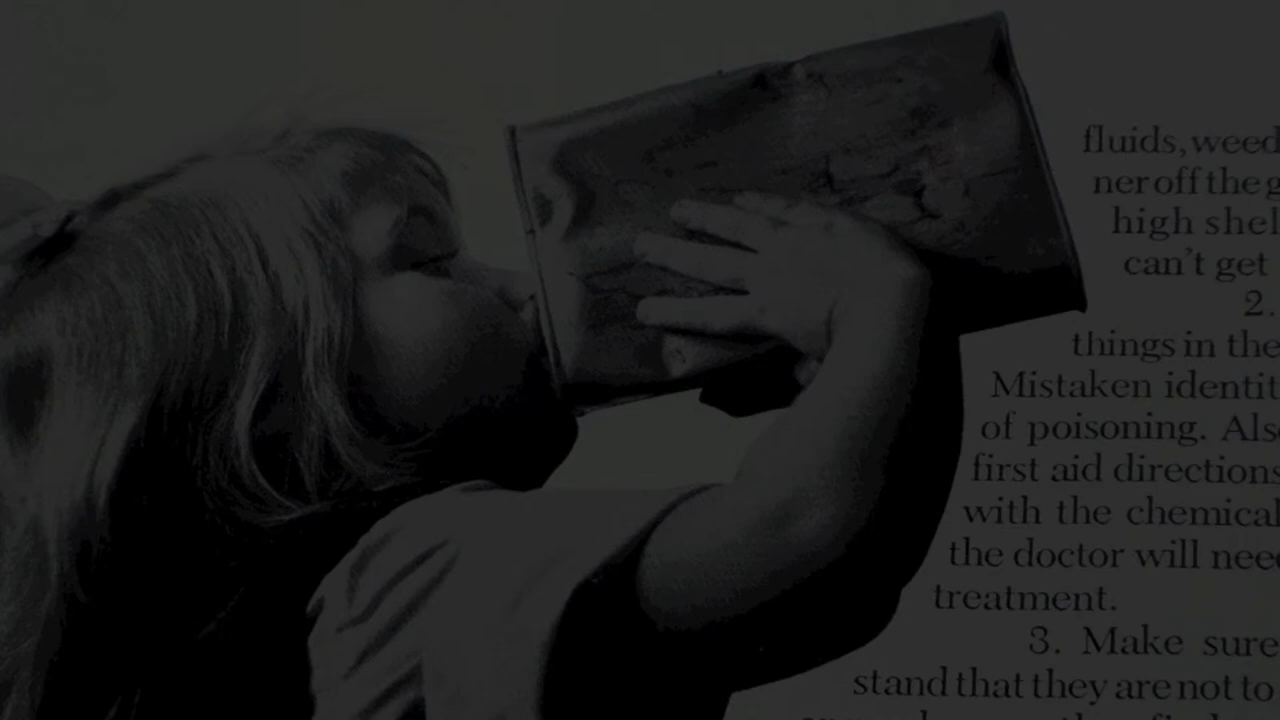 fluids, weed
ner off the g
high shel
can't get
2.
things in the
Mistaken identit
of poisoning. Als
first aid directions
with the chemical
the doctor will nee
treatment.
3. Make sure
stand that they are not to